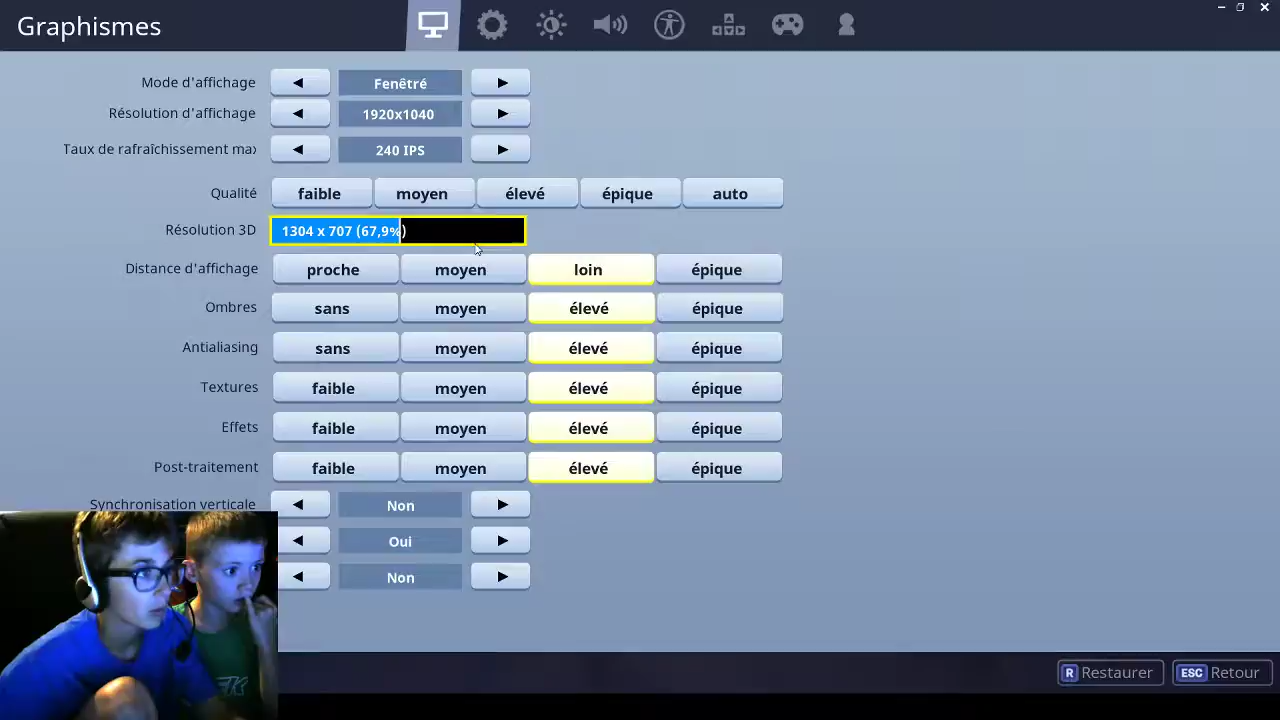 Graphismes
Mode d'affichage Fenêtré
Résolution d'affichage 1920x1040
Taux de rafraîchissement max 240 IPS
Qualité faible moyen élevé épique auto
Résolution 3D 1304 x 707 (67,9%)
Distance d'affichage proche moyen loin épique
Ombres sans moyen élevé épique
Antialiasing sans moyen élevé épique
Textures faible moyen élevé épique
Effets faible moyen élevé épique
Post-traitement faible moyen élevé épique
Synchronisation verticale Non
Oui
Non
R Restaurer ESC Retour